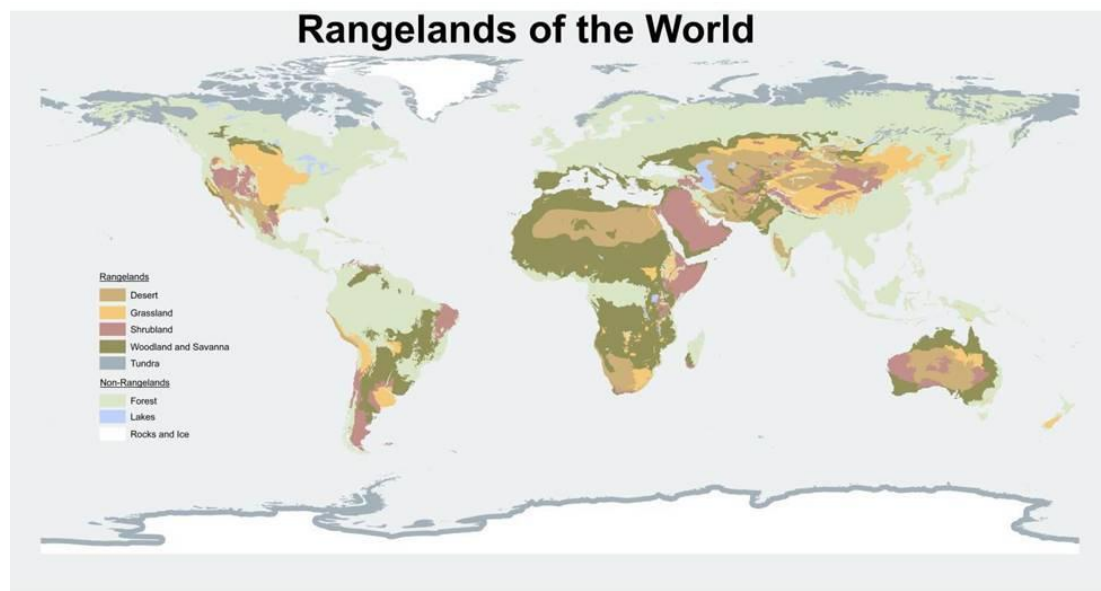 Rangelands of the World
Rangelands
Desert
Grassland
Shrubland
Woodland and Savanna
Tundra
Non-Rangelands
Forest
Lakes
Rocks and Ice